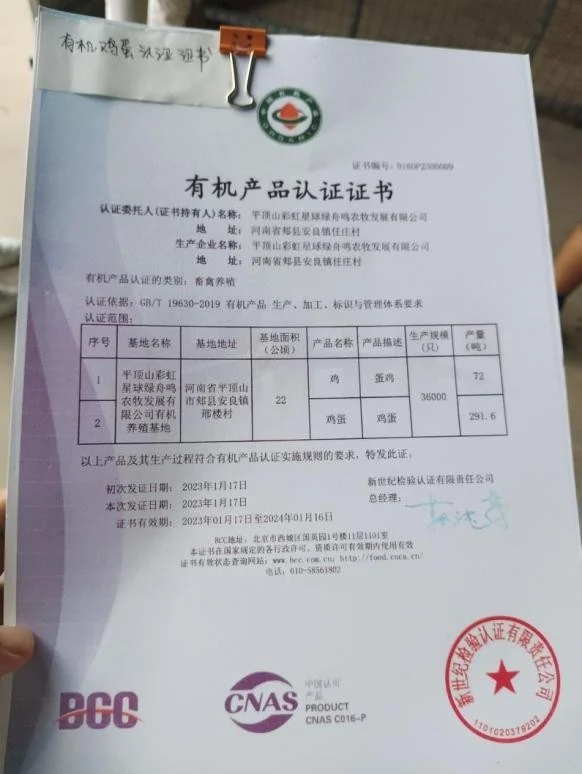 有机鸡蛋认证证书
ORGANIC
证书编号：
有机产品认证证书
认证委托人(证书持有人)名称： 平顶山彩虹星球绿舟鸣农牧发展有限公司
地 址： 河南省郏县安良镇任庄村
生产企业名称： 平顶山彩虹星球绿舟鸣农牧发展有限公司
地 址： 河南省郏县安良镇任庄村
有机产品认证的类别：畜禽养殖
认证依据：GB/T 19630-2019 有机产品 生产、加工、标识与管理体系要求
认证范围：
序号 基地名称 基地地址 基地面积（公顷） 产品名称 产品描述 生产规模（只） 产量（吨）
1 平顶山彩虹星球绿舟鸣农牧发展有限公司有机养殖基地 河南省平顶山市郏县安良镇邢楼村 22 鸡 蛋鸡 36000 72
2 鸡蛋 鸡蛋 291.6
以上产品及其生产过程符合有机产品认证实施规则的要求，特发此证。
初次发证日期： 2023年1月17日
新世纪检验认证有限责任公司
本次发证日期： 2023年1月17日
总经理：
证书有效期： 2023年01月17日至2024年01月16日
BCC地址：北京市西城区国英园1号楼11层1101室
本证书在国家规定的各行政许可、资质许可有效期内使用有效
证书有效状态查询网站：www.bcc.com.cn; http://food.cnca.cn/
电话：010-58561802
BCC
CNAS
中国认可
产品
PRODUCT
CNAS C016-P
新世纪检验认证有限责任公司
1101020379202